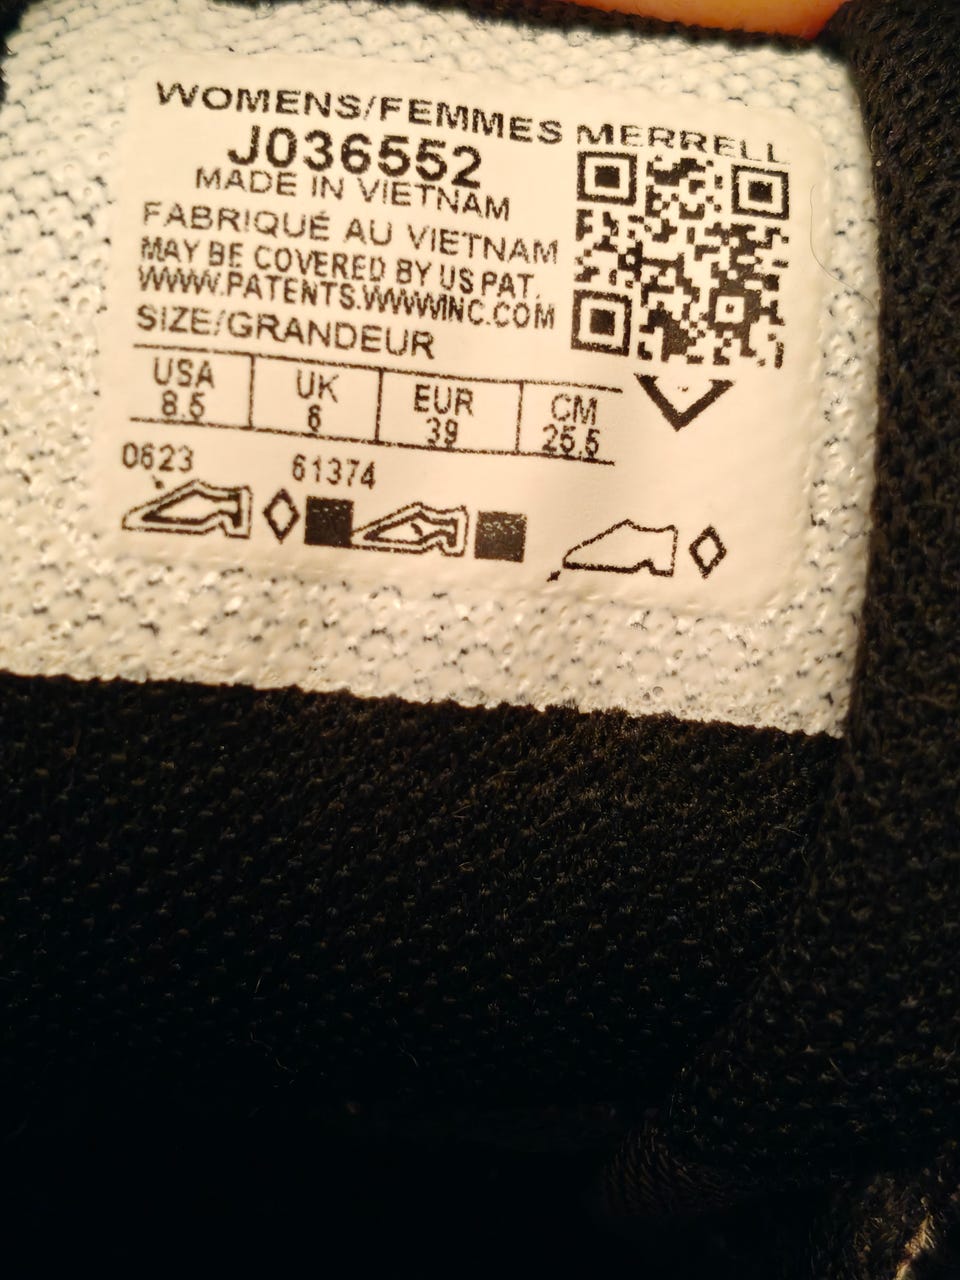 WOMENS/FEMMES MERRELL
J036552
MADE IN VIETNAM
FABRIQUÉ AU VIETNAM
MAY BE COVERED BY US PAT.
WWW.PATENTS.WWWINC.COM
SIZE/GRANDEUR
USA UK EUR CM
8.5 6 39 25.5
0623 61374